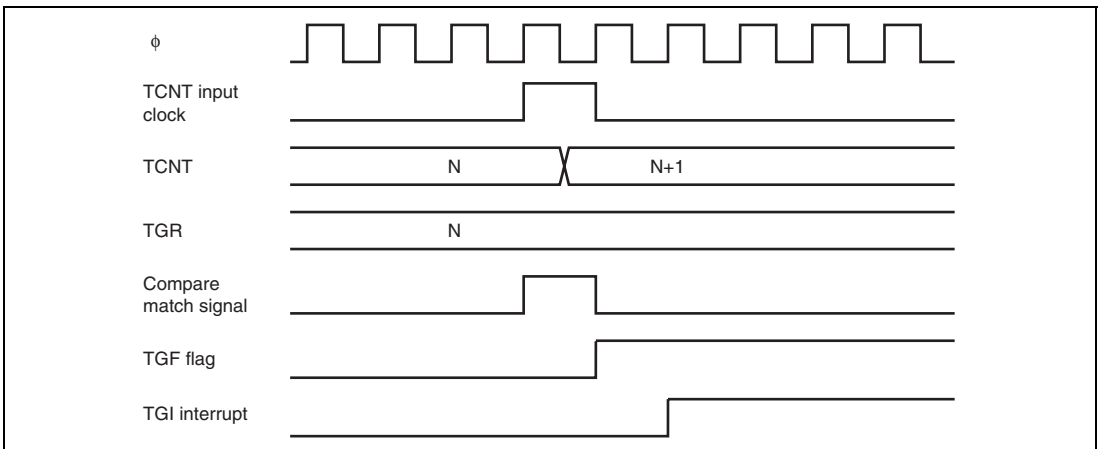 ϕ
TCNT input
clock
TCNT N N+1
TGR N
Compare
match signal
TGF flag
TGI interrupt